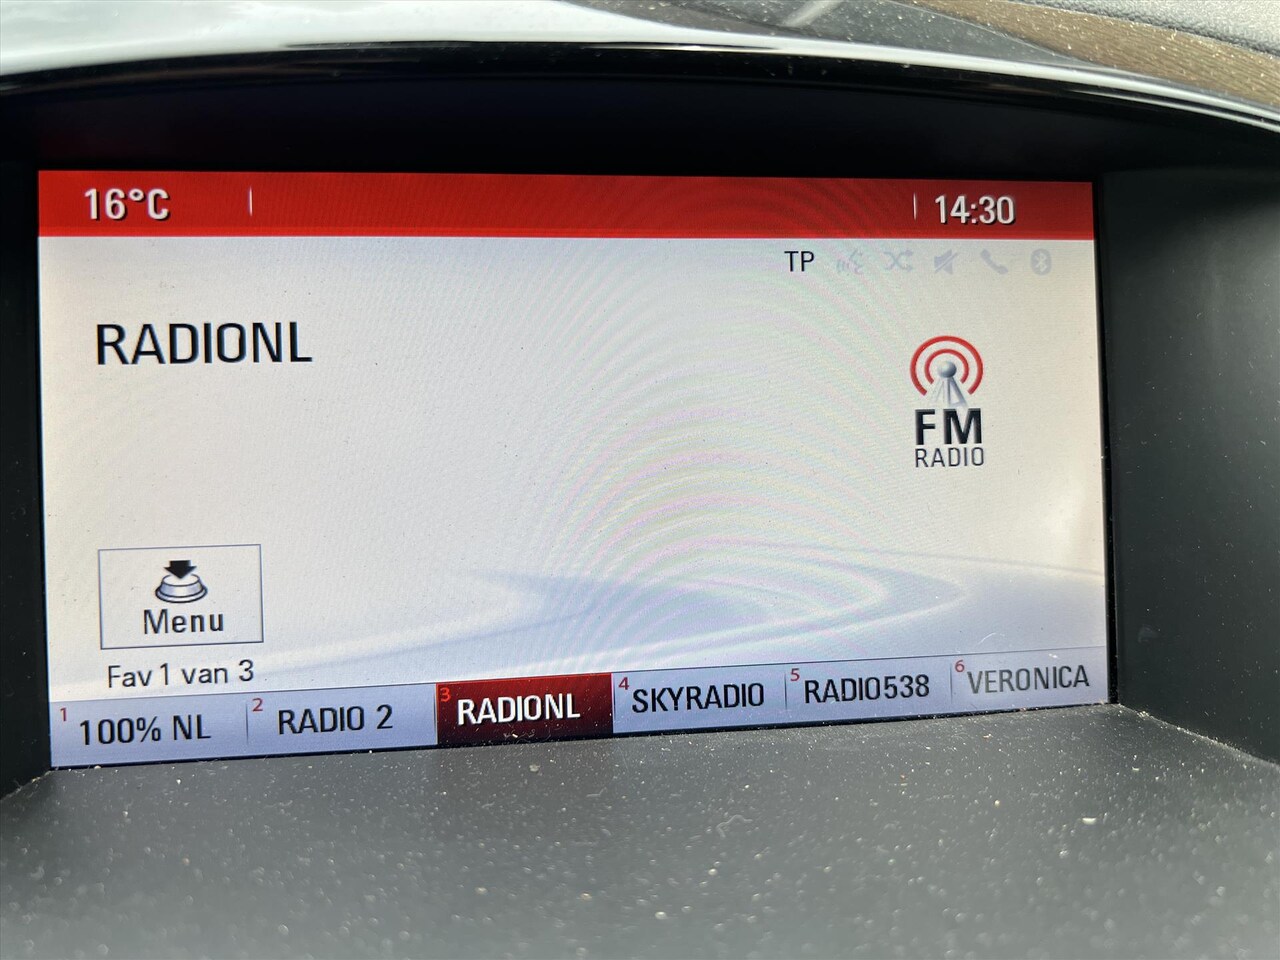 16°C 14:30
TP
RADIONL
FM
RADIO
Menu
Fav 1 van 3
1 100% NL 2 RADIO 2 3 RADIONL 4 SKYRADIO 5 RADIO538 6 VERONICA